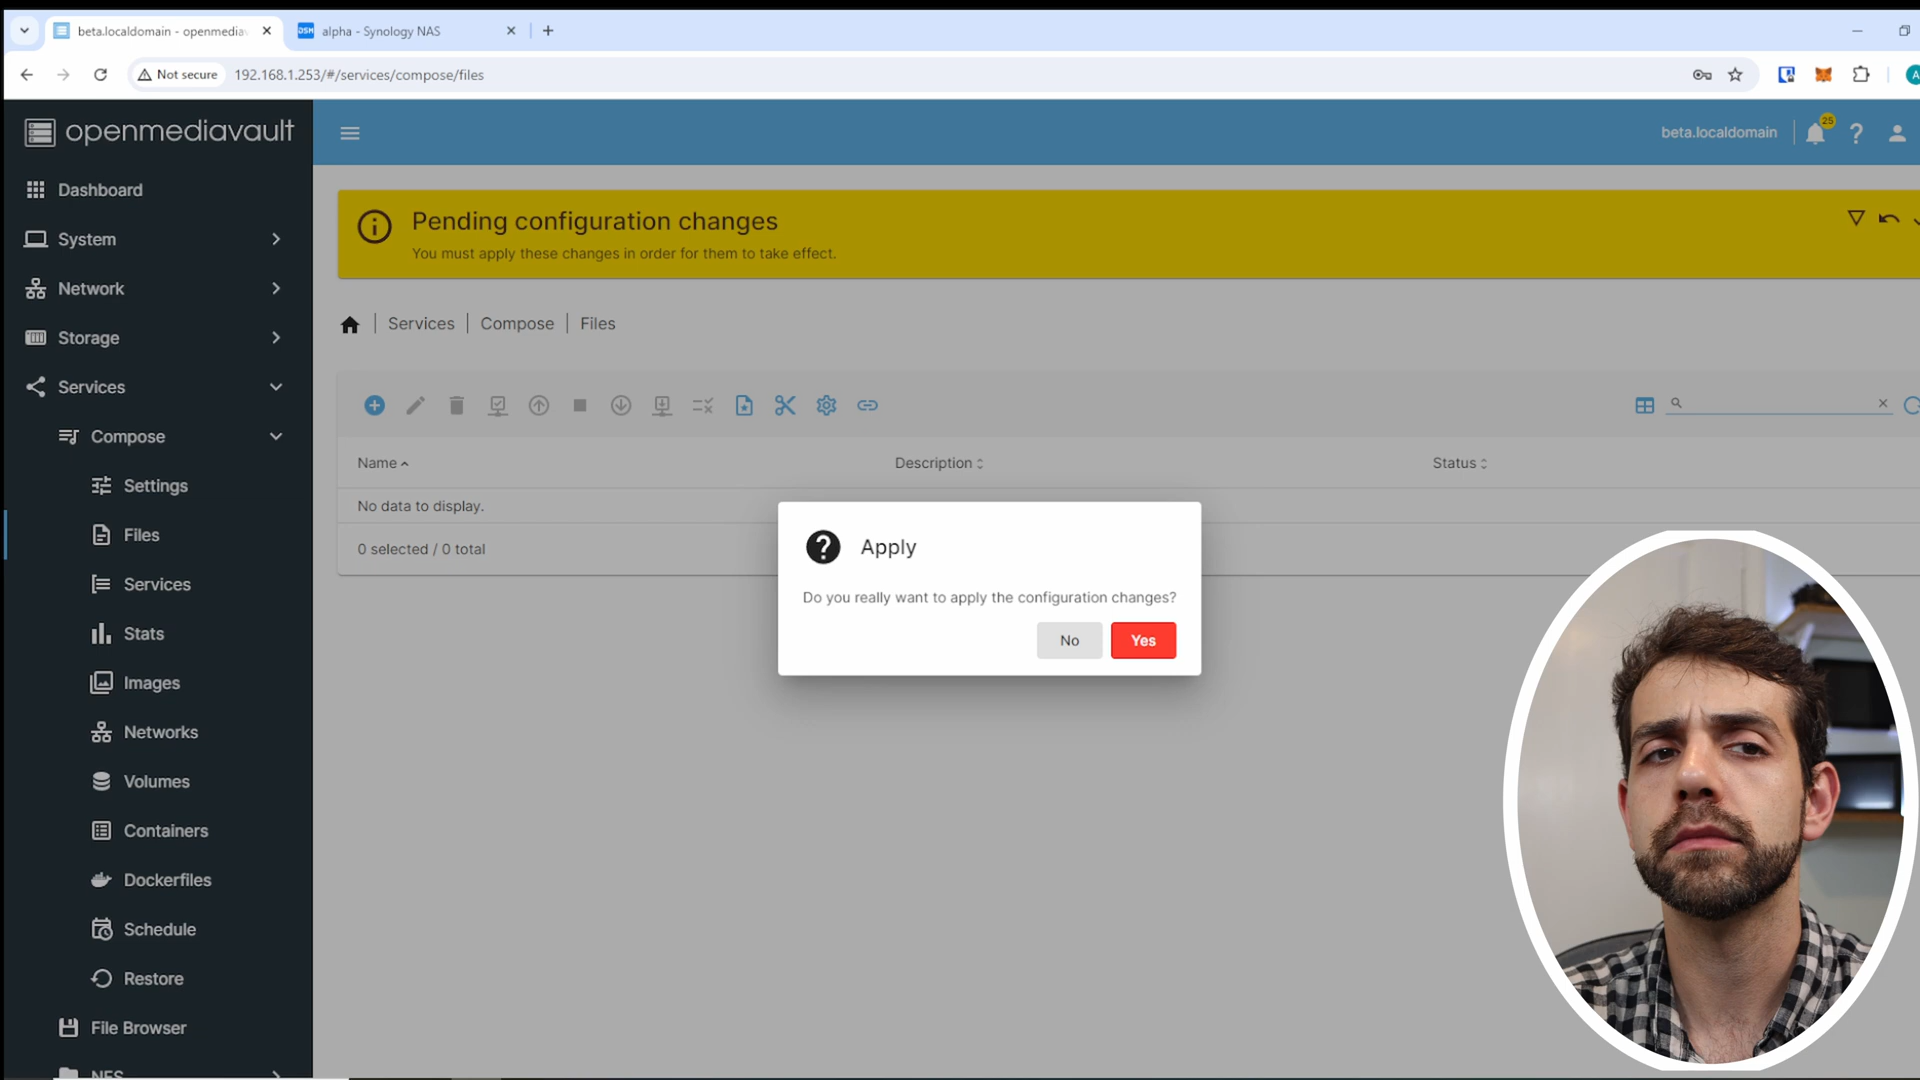 beta.localdomain - openmediav
DSM alpha - Synology NAS
Not secure 192.168.1.253/#/services/compose/files
A
openmediavault
beta.localdomain 25
Dashboard
System
Network
Storage
Services
Compose
Settings
Files
Services
Stats
Images
Networks
Volumes
Containers
Dockerfiles
Schedule
Restore
File Browser
NFS
Pending configuration changes
You must apply these changes in order for them to take effect.
Services | Compose | Files
Name Description Status
No data to display.
0 selected / 0 total
Apply
Do you really want to apply the configuration changes?
No Yes